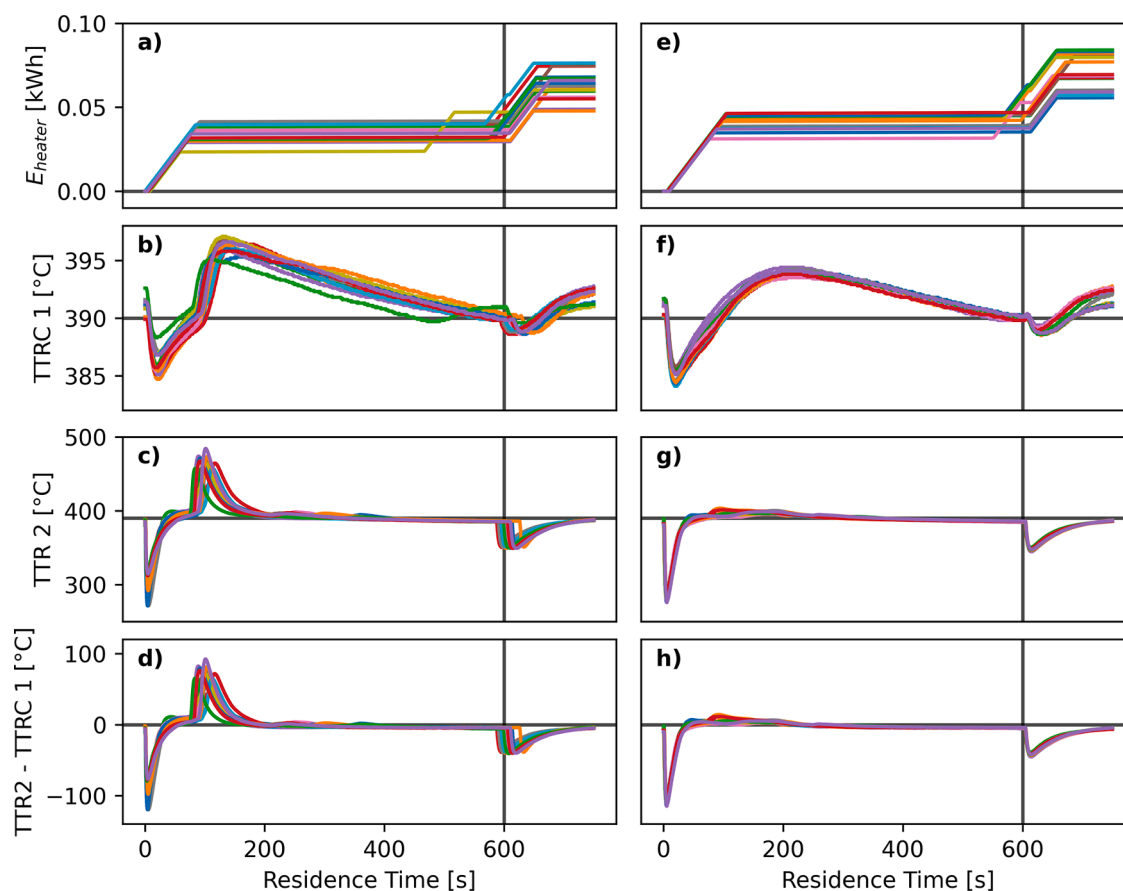 a)
e)
E_heater [kWh]
0.10
0.05
0.00
b)
f)
TTRC 1 [°C]
395
390
385
c)
g)
TTR 2 [°C]
500
400
300
d)
h)
TTR2 - TTRC 1 [°C]
100
0
−100
0 200 400 600 0 200 400 600
Residence Time [s] Residence Time [s]